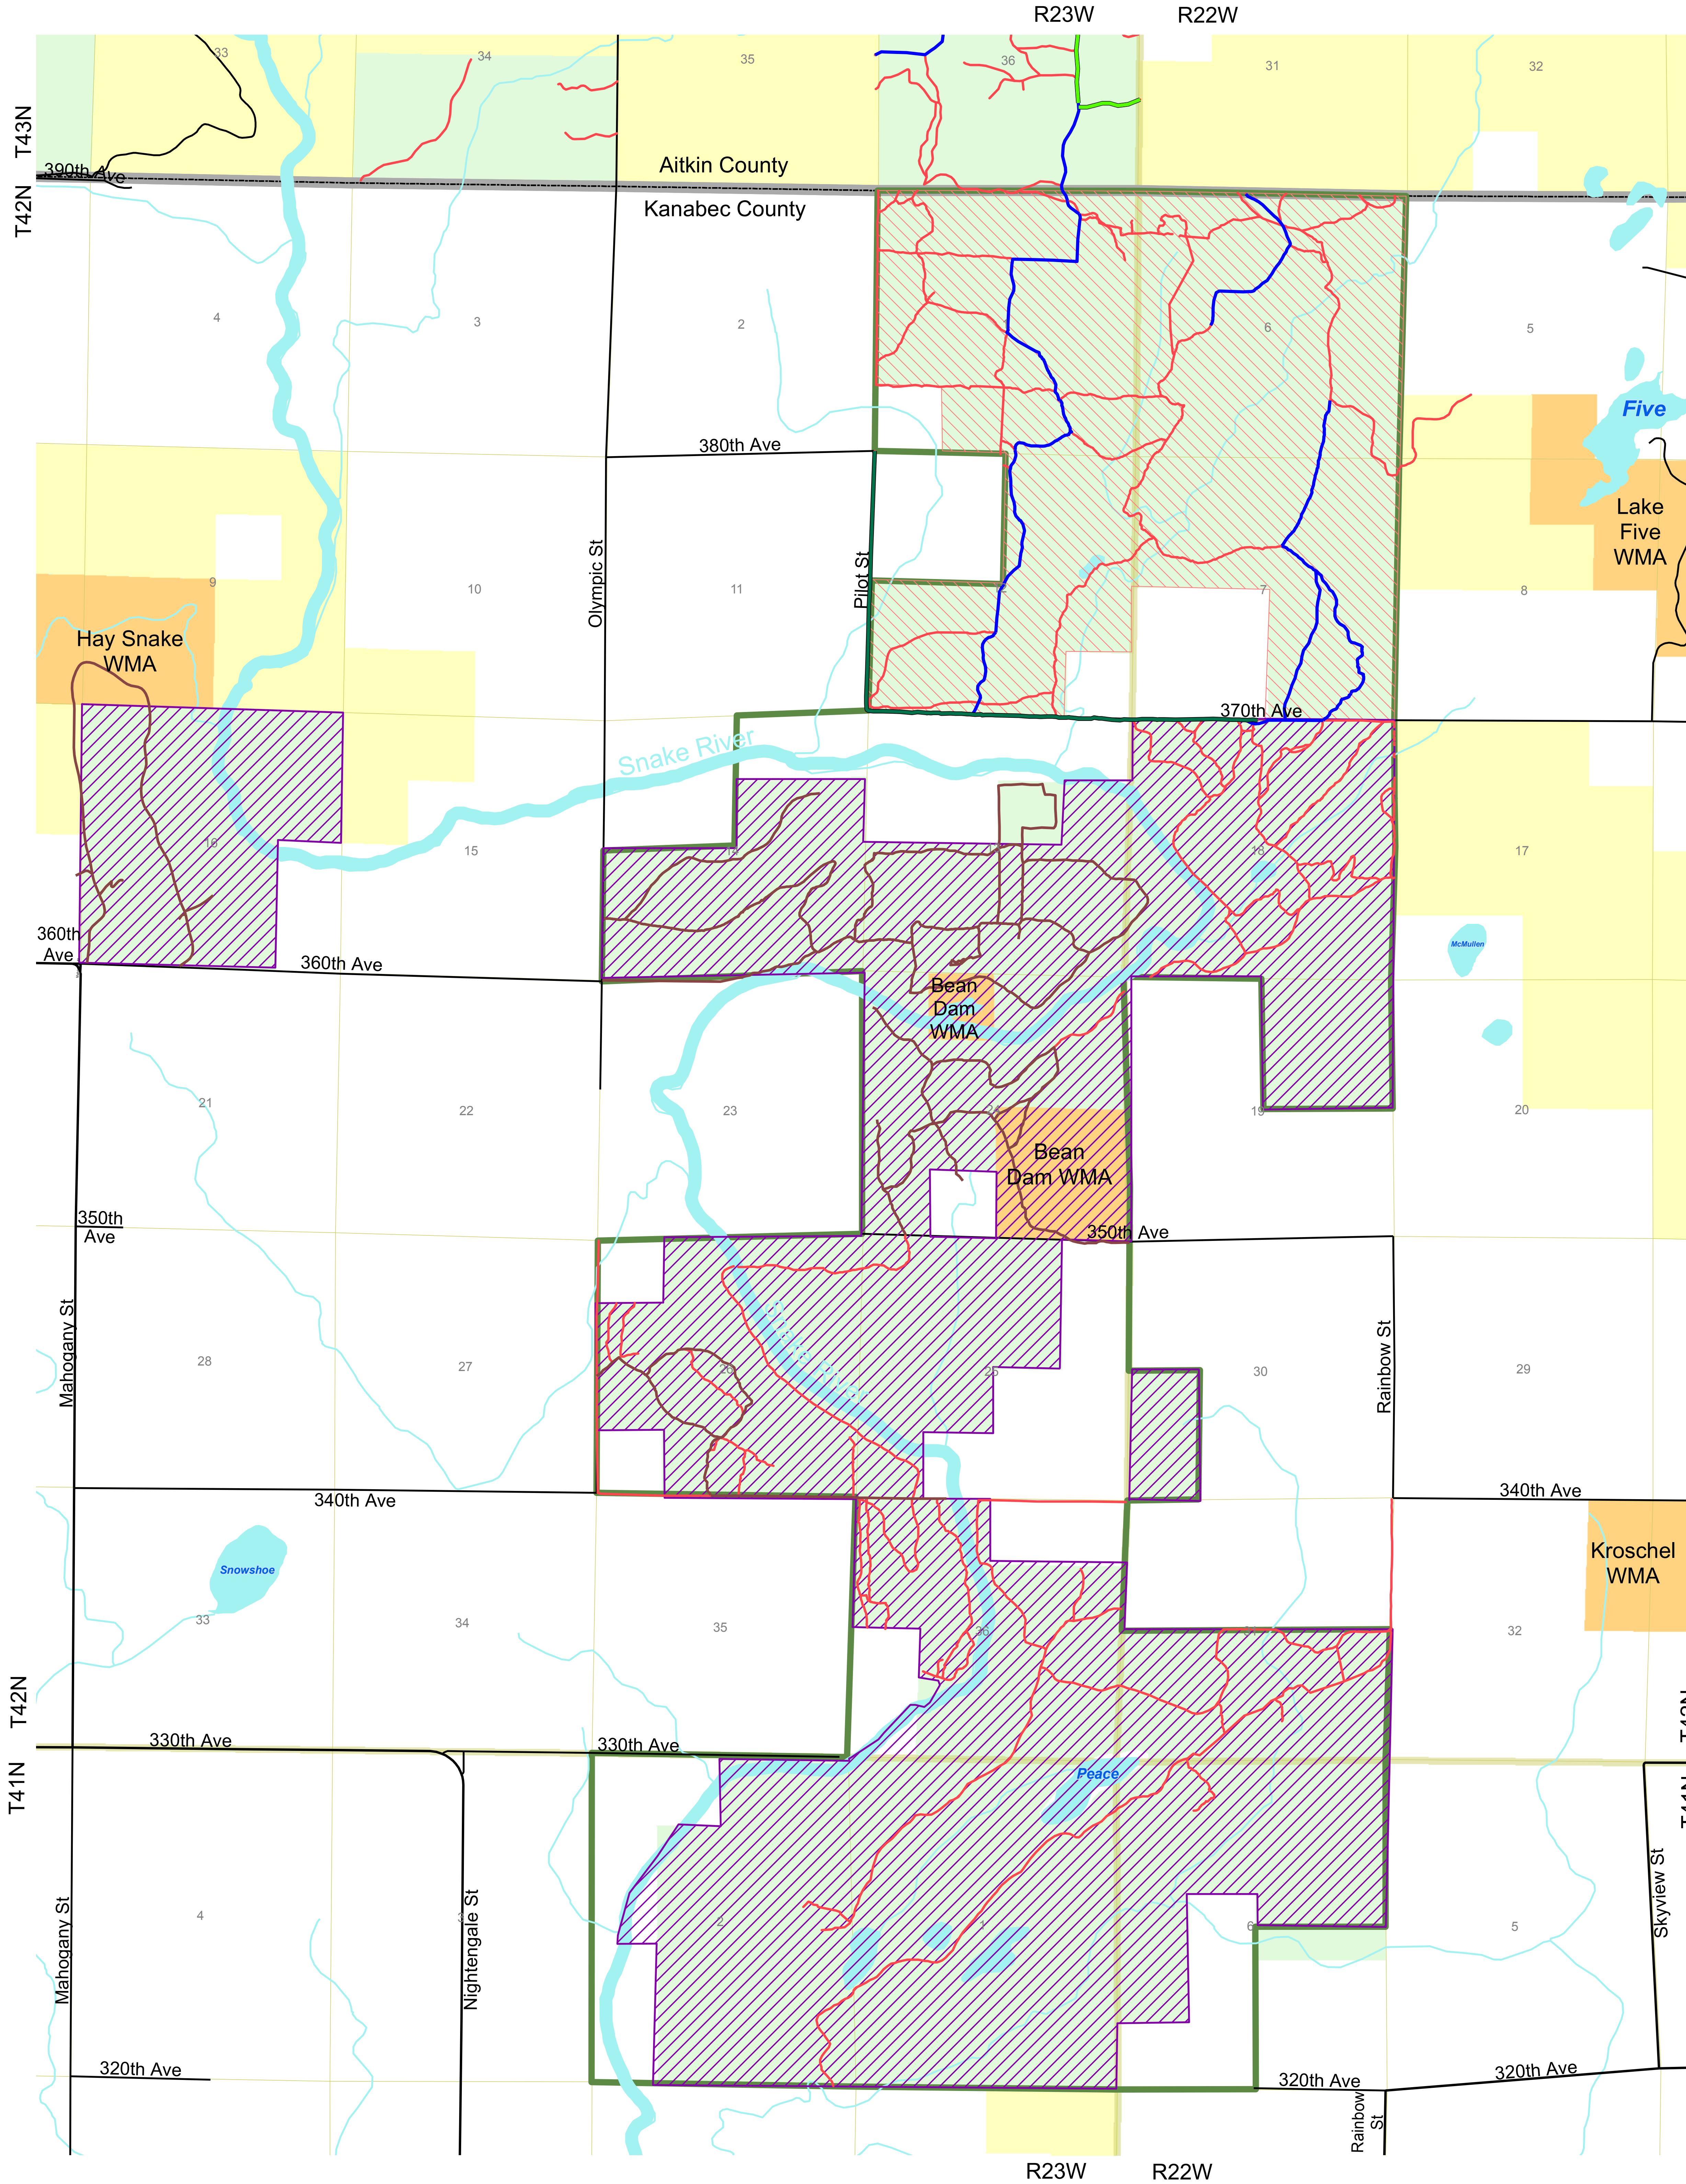 R23W
R22W
33
34
35
36
31
32
T43N
390th Ave
Aitkin County
T42N
Kanabec County
4
3
2
6
5
Five
380th Ave
Lake
Five
WMA
Olympic St
Pilot St
9
10
11
7
8
Hay Snake
WMA
370th Ave
Snake River
16
15
14
18
17
360th
Ave
360th Ave
McMullen
Bean
Dam
WMA
21
22
23
24
19
20
Bean
Dam WMA
350th
Ave
350th Ave
Mahogany St
Rainbow St
28
27
26
25
30
29
Snake River
340th Ave
340th Ave
Kroschel
WMA
Snowshoe
33
34
35
36
32
T42N
330th Ave
330th Ave
T41N
Peace
Mahogany St
Nightengale St
Skyview St
4
3
2
1
6
5
320th Ave
320th Ave
320th Ave
Rainbow
St
R23W
R22W